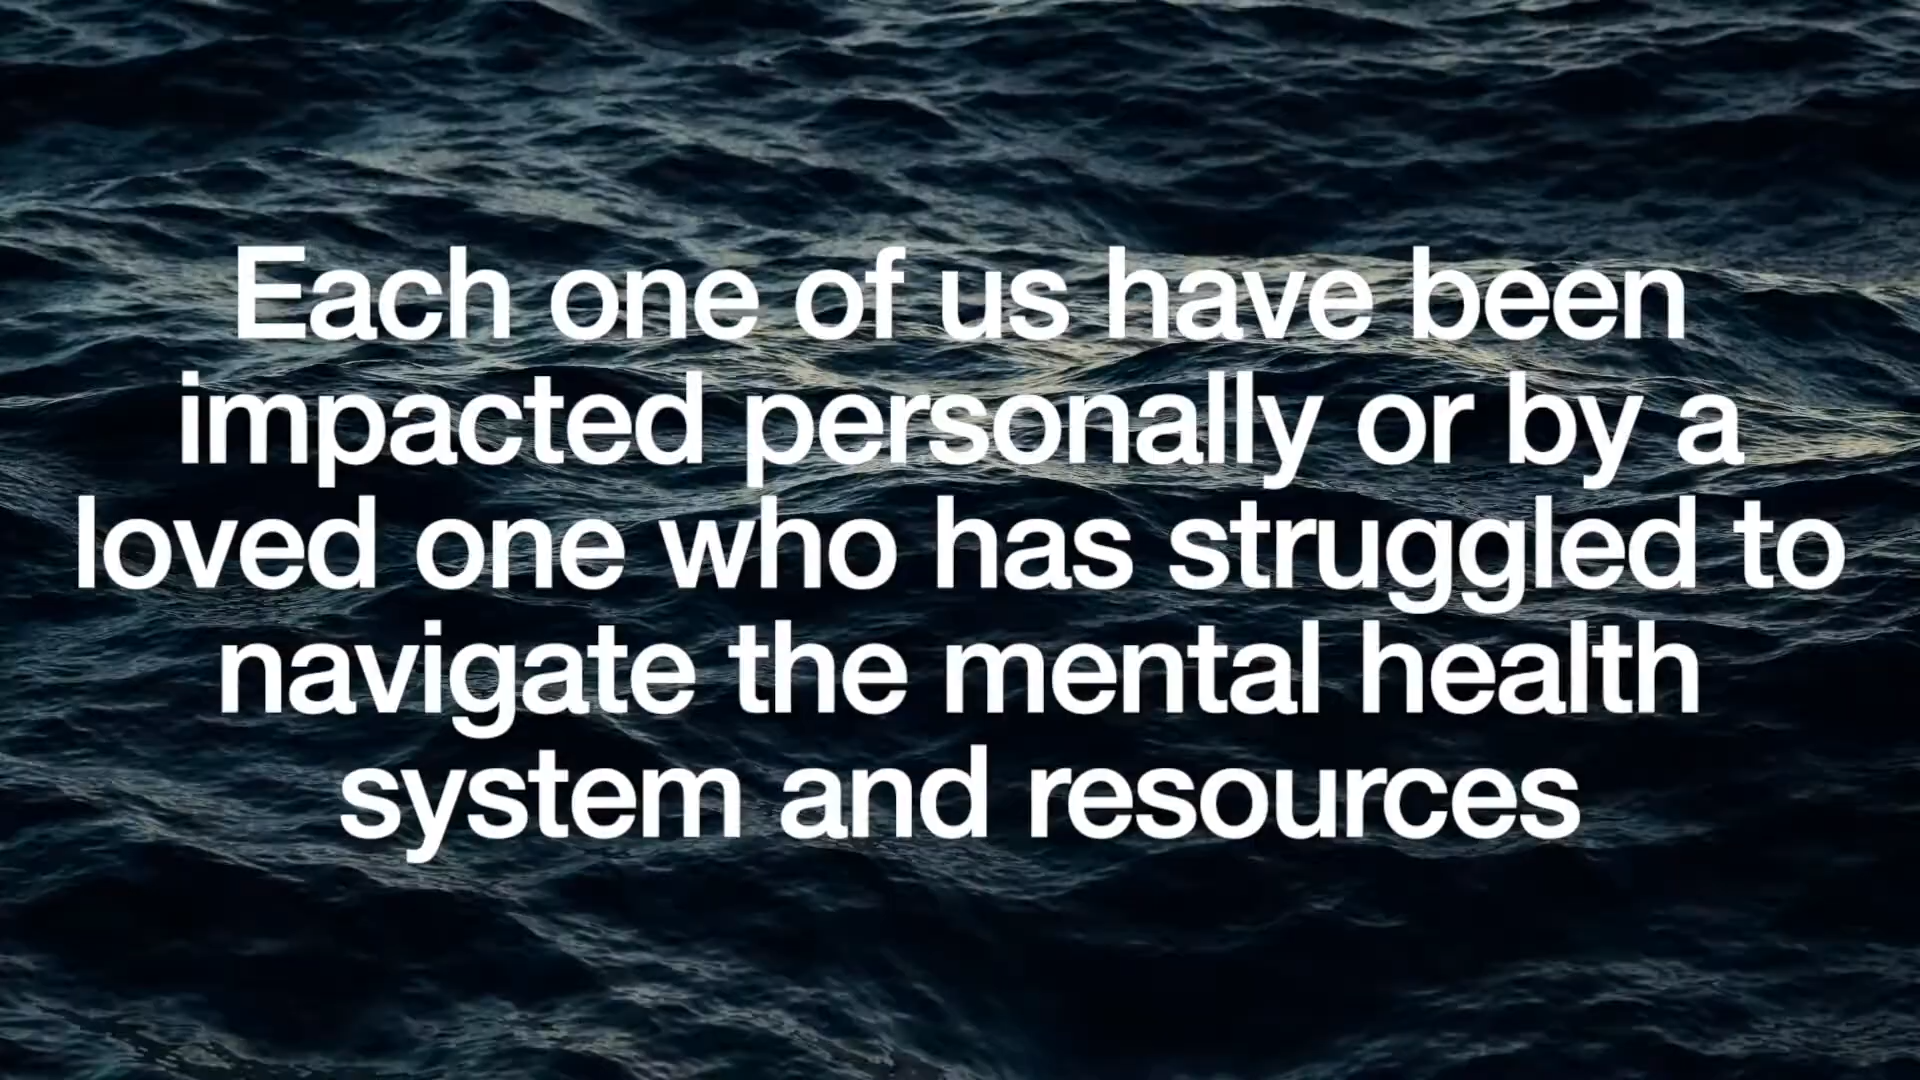 Each one of us have been
impacted personally or by a
loved one who has struggled to
navigate the mental health
system and resources